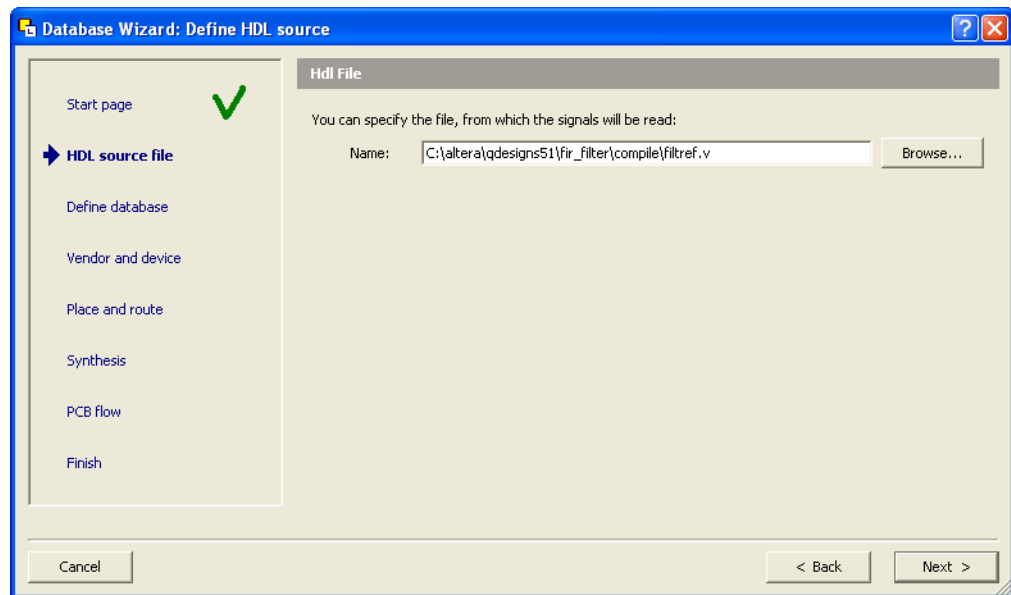 Database Wizard: Define HDL source
Start page
HDL source file
Define database
Vendor and device
Place and route
Synthesis
PCB flow
Finish
Hdl File
You can specify the file, from which the signals will be read:
Name: C:\altera\qdesigns51\fir_filter\compile\filtref.v Browse...
Cancel < Back Next >